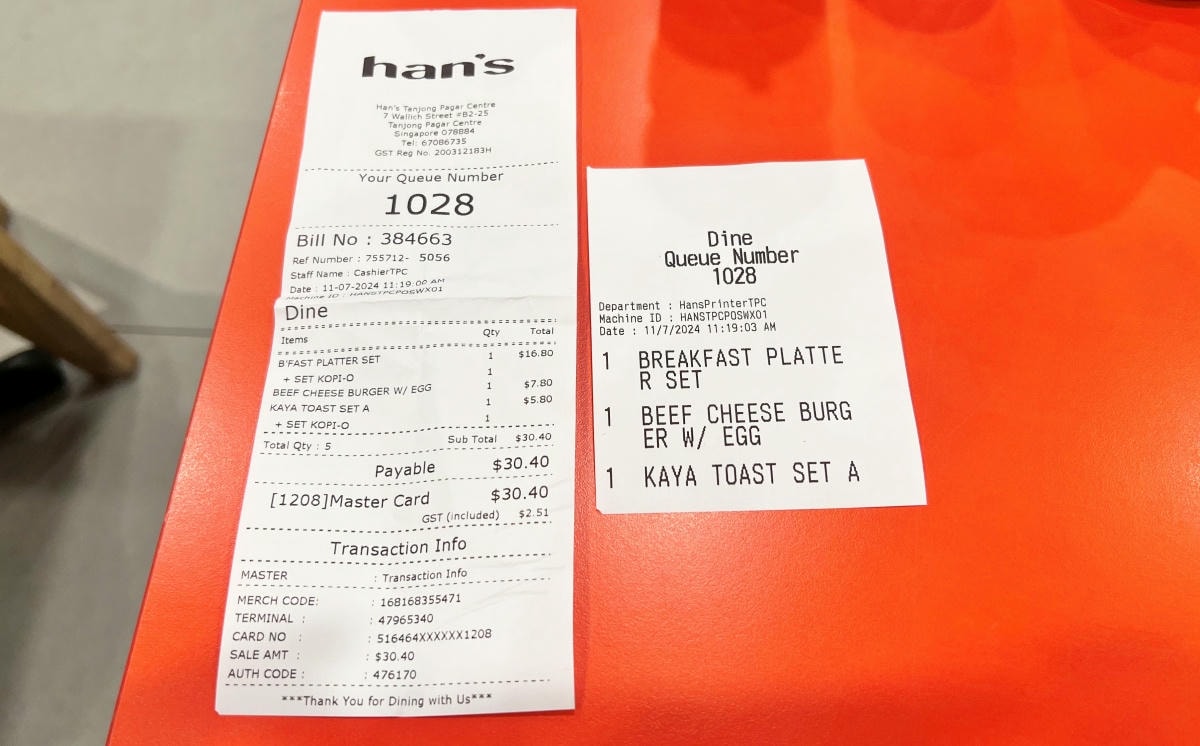 han's
Han's Tanjong Pagar Centre
7 Wallich Street #B2-25
Tanjong Pagar Centre
Singapore 078884
Tel: 67086735
GST Reg No. 200312183H
Your Queue Number
1028
Bill No : 384663
Ref Number : 755712- 5056
Staff Name : CashierTPC
Date : 11-07-2024 11:19:00 AM
Machine ID : HANSTPCPOSWX01
Dine
Items Qty Total
B'FAST PLATTER SET 1 $16.80
+ SET KOPI-O 1
BEEF CHEESE BURGER W/ EGG 1 $7.80
KAYA TOAST SET A 1 $5.80
+ SET KOPI-O 1
Total Qty : 5 Sub Total $30.40
Payable $30.40
[1208]Master Card $30.40
GST (included) $2.51
Transaction Info
MASTER : Transaction Info
MERCH CODE: : 168168355471
TERMINAL : : 47965340
CARD NO : : 516464XXXXXX1208
SALE AMT : : $30.40
AUTH CODE : : 476170
***Thank You for Dining with Us***
Dine
Queue Number
1028
Department : HansPrinterTPC
Machine ID : HANSTPCPOSWX01
Date : 11/7/2024 11:19:03 AM
1 BREAKFAST PLATTE
R SET
1 BEEF CHEESE BURG
ER W/ EGG
1 KAYA TOAST SET A